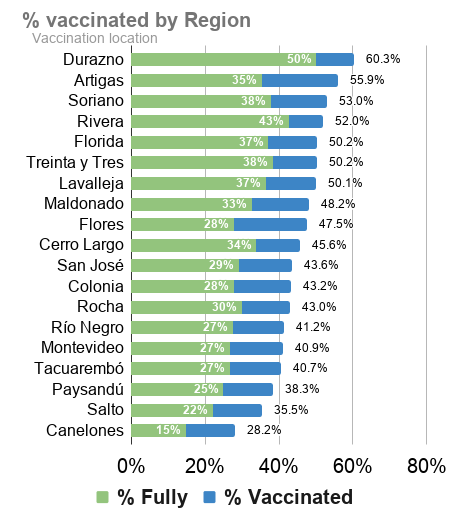 % vaccinated by Region
Vaccination location
Durazno 50% 60.3%
Artigas 35% 55.9%
Soriano 38% 53.0%
Rivera 43% 52.0%
Florida 37% 50.2%
Treinta y Tres 38% 50.2%
Lavalleja 37% 50.1%
Maldonado 33% 48.2%
Flores 28% 47.5%
Cerro Largo 34% 45.6%
San José 29% 43.6%
Colonia 28% 43.2%
Rocha 30% 43.0%
Río Negro 27% 41.2%
Montevideo 27% 40.9%
Tacuarembó 27% 40.7%
Paysandú 25% 38.3%
Salto 22% 35.5%
Canelones 15% 28.2%
0% 20% 40% 60% 80%
% Fully % Vaccinated